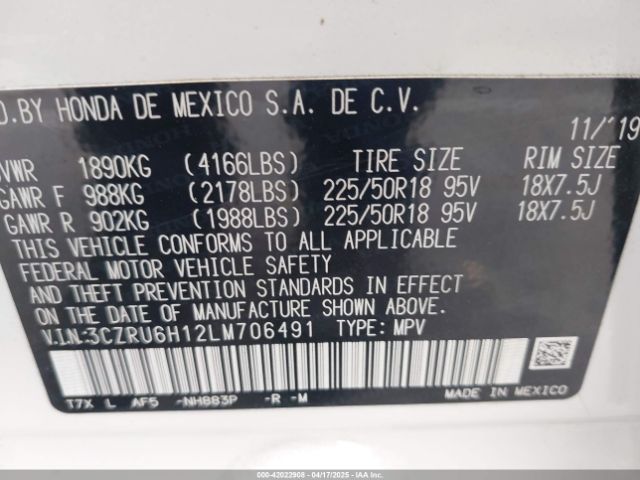 D.BY HONDA DE MEXICO S.A. DE C.V.
11/'19
VWR 1890KG (4166LBS) TIRE SIZE RIM SIZE
GAWR F 988KG (2178LBS) 225/50R18 95V 18X7.5J
GAWR R 902KG (1988LBS) 225/50R18 95V 18X7.5J
THIS VEHICLE CONFORMS TO ALL APPLICABLE
FEDERAL MOTOR VEHICLE SAFETY
AND THEFT PREVENTION STANDARDS IN EFFECT
ON THE DATE OF MANUFACTURE SHOWN ABOVE.
V.I.N:3CZRU6H12LM706491 TYPE: MPV
T7X L AF5 -NH883P -R -M MADE IN MEXICO
#000-42022908 - 04/17/2025 - IAAI - Copart